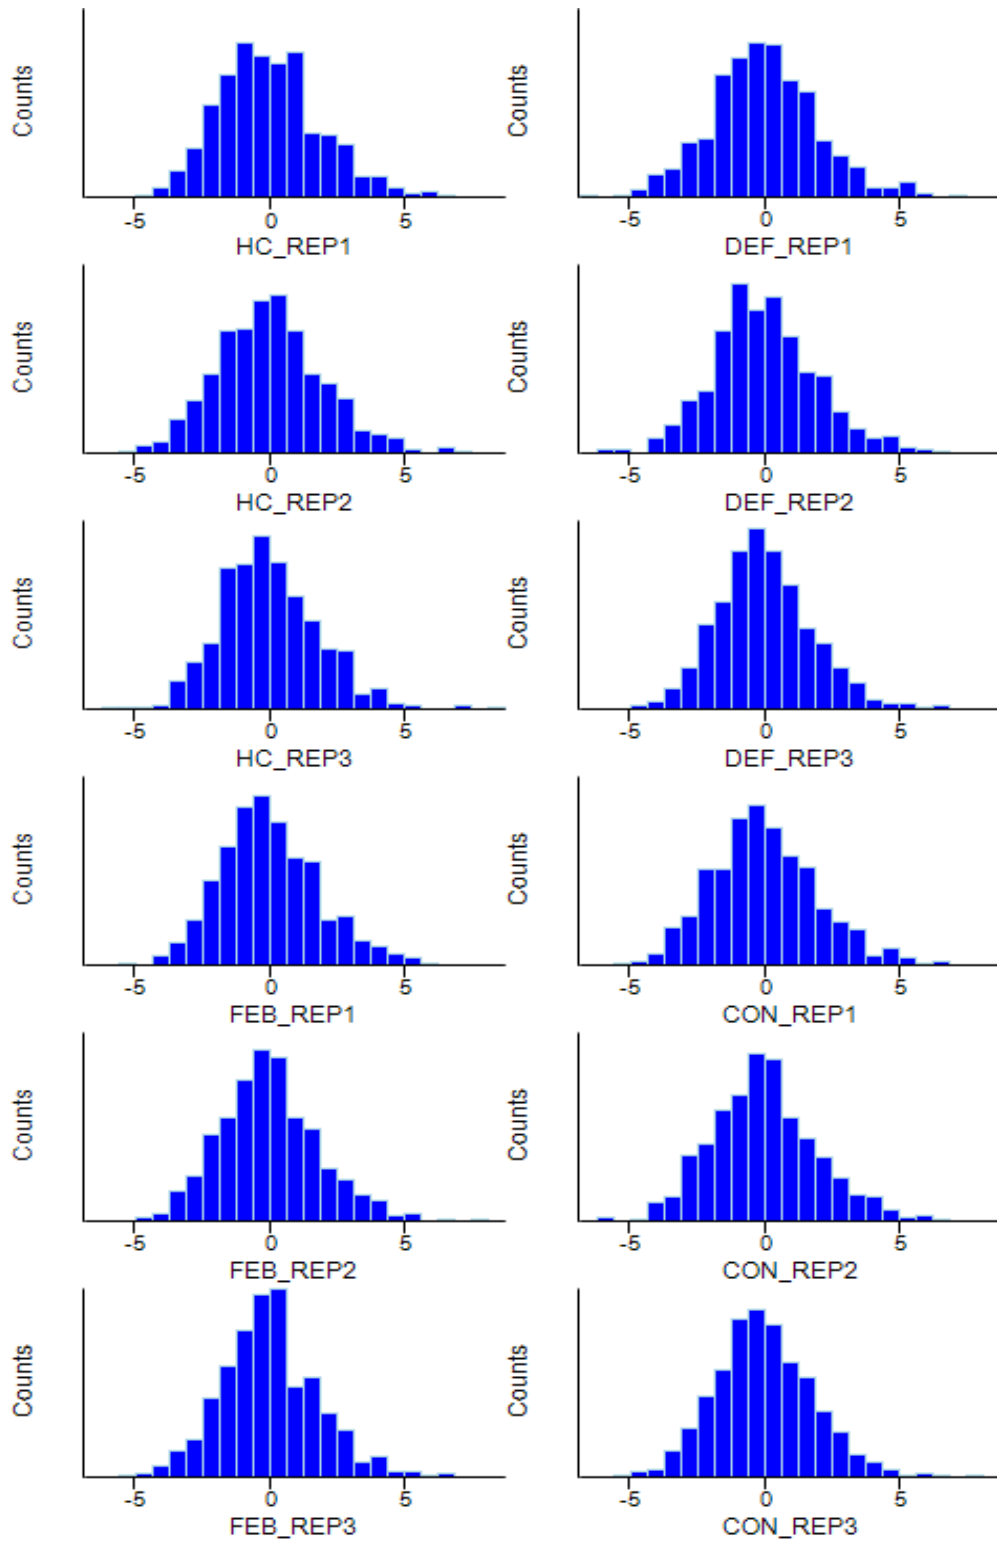 Counts
-5 0 5
HC_REP1
Counts
-5 0 5
DEF_REP1
Counts
-5 0 5
HC_REP2
Counts
-5 0 5
DEF_REP2
Counts
-5 0 5
HC_REP3
Counts
-5 0 5
DEF_REP3
Counts
-5 0 5
FEB_REP1
Counts
-5 0 5
CON_REP1
Counts
-5 0 5
FEB_REP2
Counts
-5 0 5
CON_REP2
Counts
-5 0 5
FEB_REP3
Counts
-5 0 5
CON_REP3